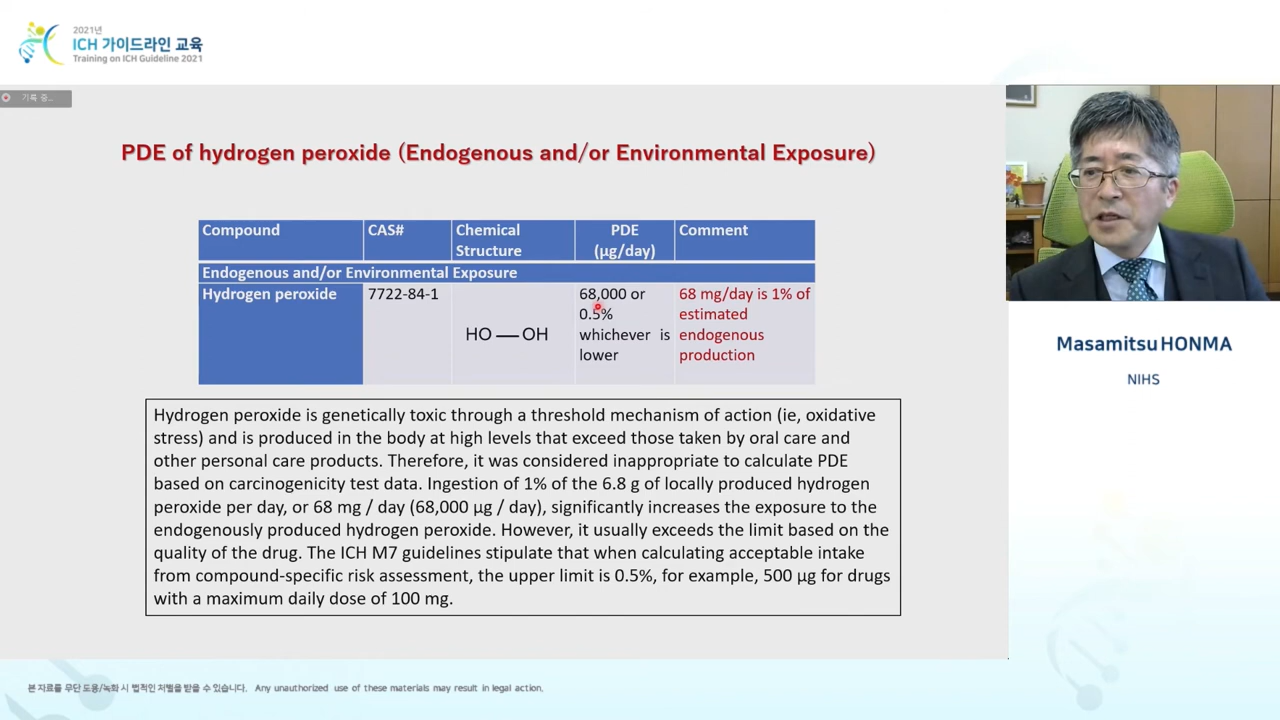 2021년
ICH 가이드라인 교육
Training on ICH Guideline 2021
기록 중...
PDE of hydrogen peroxide (Endogenous and/or Environmental Exposure)
Compound CAS# Chemical Structure PDE (µg/day) Comment
Endogenous and/or Environmental Exposure
Hydrogen peroxide 7722-84-1 HO — OH 68,000 or 0.5% whichever is lower 68 mg/day is 1% of estimated endogenous production
Hydrogen peroxide is genetically toxic through a threshold mechanism of action (ie, oxidative
stress) and is produced in the body at high levels that exceed those taken by oral care and
other personal care products. Therefore, it was considered inappropriate to calculate PDE
based on carcinogenicity test data. Ingestion of 1% of the 6.8 g of locally produced hydrogen
peroxide per day, or 68 mg / day (68,000 µg / day), significantly increases the exposure to the
endogenously produced hydrogen peroxide. However, it usually exceeds the limit based on the
quality of the drug. The ICH M7 guidelines stipulate that when calculating acceptable intake
from compound-specific risk assessment, the upper limit is 0.5%, for example, 500 µg for drugs
with a maximum daily dose of 100 mg.
Masamitsu HONMA
NIHS
본 자료를 무단 도용/녹화 시 법적인 처벌을 받을 수 있습니다. Any unauthorized use of these materials may result in legal action.